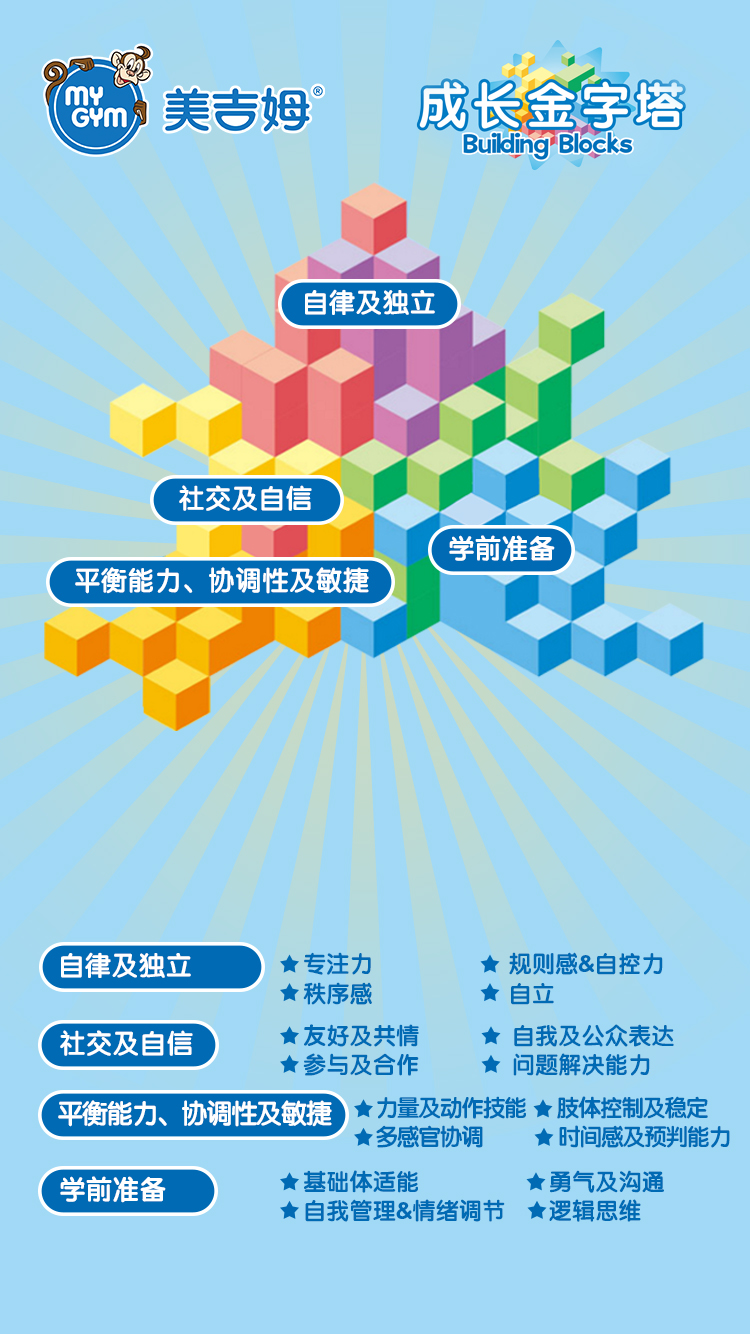 MY GYM 美吉姆®
成长金字塔
Building Blocks
自律及独立
社交及自信
学前准备
平衡能力、协调性及敏捷
自律及独立
★ 专注力 ★ 规则感&自控力
★ 秩序感 ★ 自立
社交及自信
★ 友好及共情 ★ 自我及公众表达
★ 参与及合作 ★ 问题解决能力
平衡能力、协调性及敏捷
★ 力量及动作技能 ★ 肢体控制及稳定
★ 多感官协调 ★ 时间感及预判能力
学前准备
★ 基础体适能 ★ 勇气及沟通
★ 自我管理&情绪调节 ★ 逻辑思维